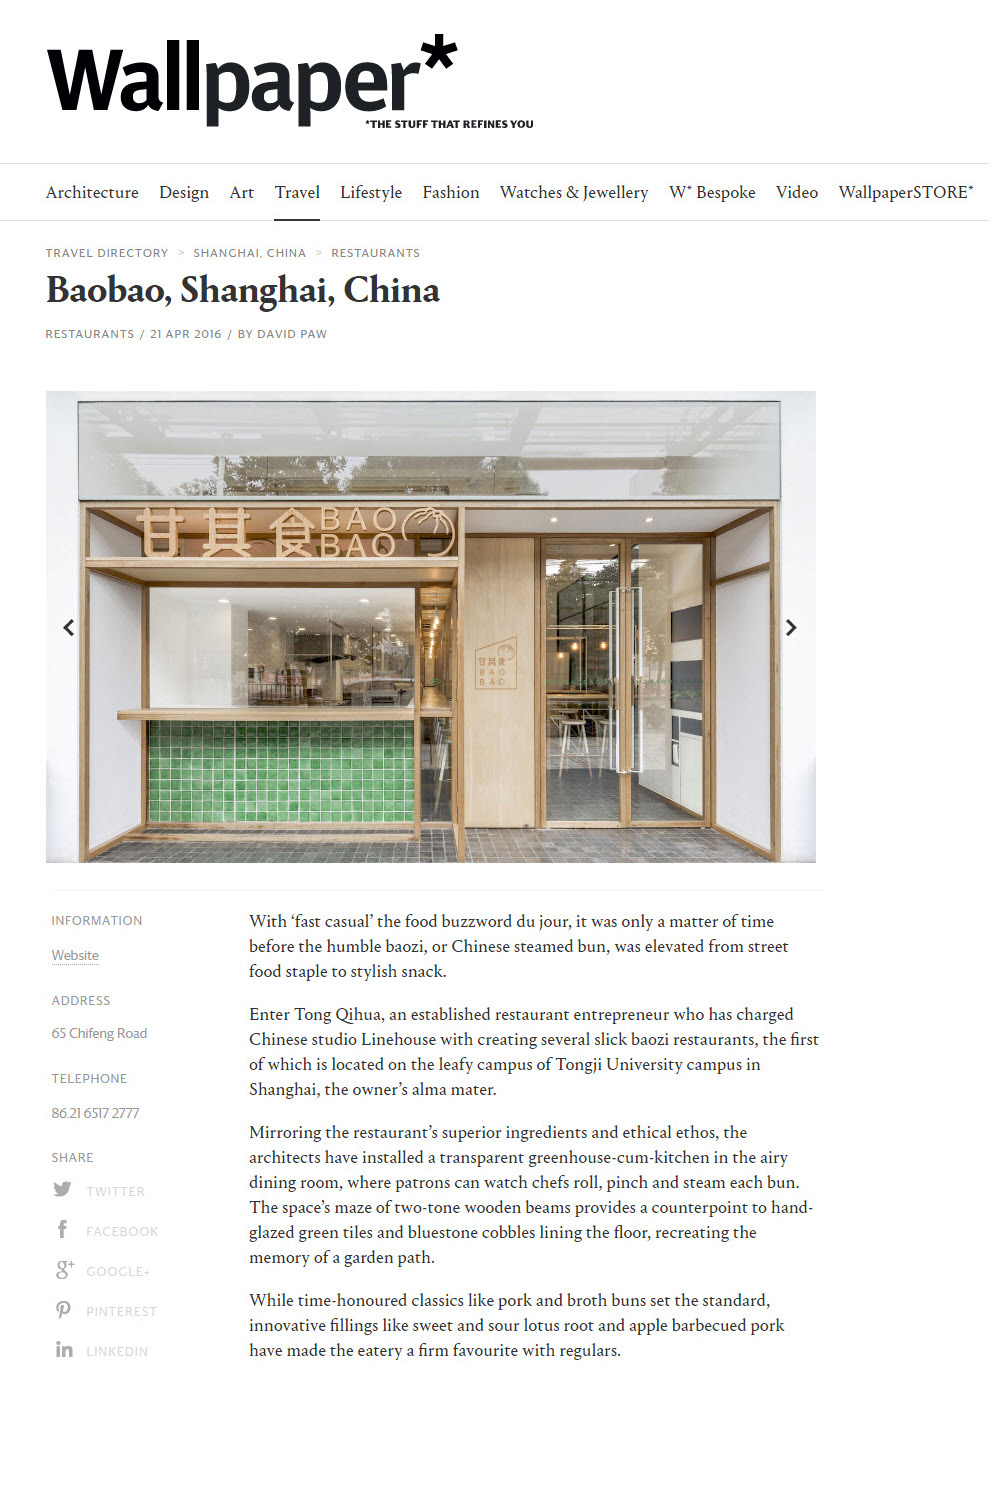 Wallpaper*
*THE STUFF THAT REFINES YOU
Architecture Design Art Travel Lifestyle Fashion Watches & Jewellery W* Bespoke Video WallpaperSTORE*
TRAVEL DIRECTORY > SHANGHAI, CHINA > RESTAURANTS
Baobao, Shanghai, China
RESTAURANTS / 21 APR 2016 / BY DAVID PAW
甘其食 BAO
BAO
甘其食
BAO
BAO
INFORMATION
Website
ADDRESS
65 Chifeng Road
TELEPHONE
86.21 6517 2777
SHARE
TWITTER
FACEBOOK
GOOGLE+
PINTEREST
LINKEDIN
With ‘fast casual’ the food buzzword du jour, it was only a matter of time
before the humble baozi, or Chinese steamed bun, was elevated from street
food staple to stylish snack.
Enter Tong Qihua, an established restaurant entrepreneur who has charged
Chinese studio Linehouse with creating several slick baozi restaurants, the first
of which is located on the leafy campus of Tongji University campus in
Shanghai, the owner’s alma mater.
Mirroring the restaurant’s superior ingredients and ethical ethos, the
architects have installed a transparent greenhouse-cum-kitchen in the airy
dining room, where patrons can watch chefs roll, pinch and steam each bun.
The space’s maze of two-tone wooden beams provides a counterpoint to hand-
glazed green tiles and bluestone cobbles lining the floor, recreating the
memory of a garden path.
While time-honoured classics like pork and broth buns set the standard,
innovative fillings like sweet and sour lotus root and apple barbecued pork
have made the eatery a firm favourite with regulars.